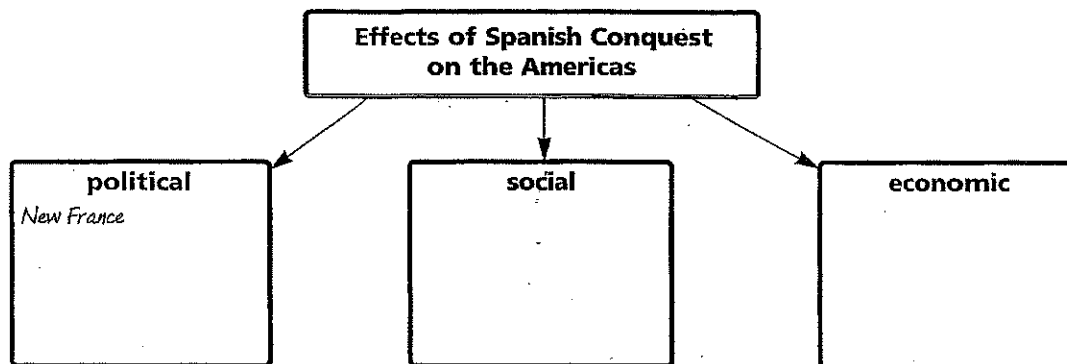 Effects of Spanish Conquest
on the Americas
political
New France
social
economic